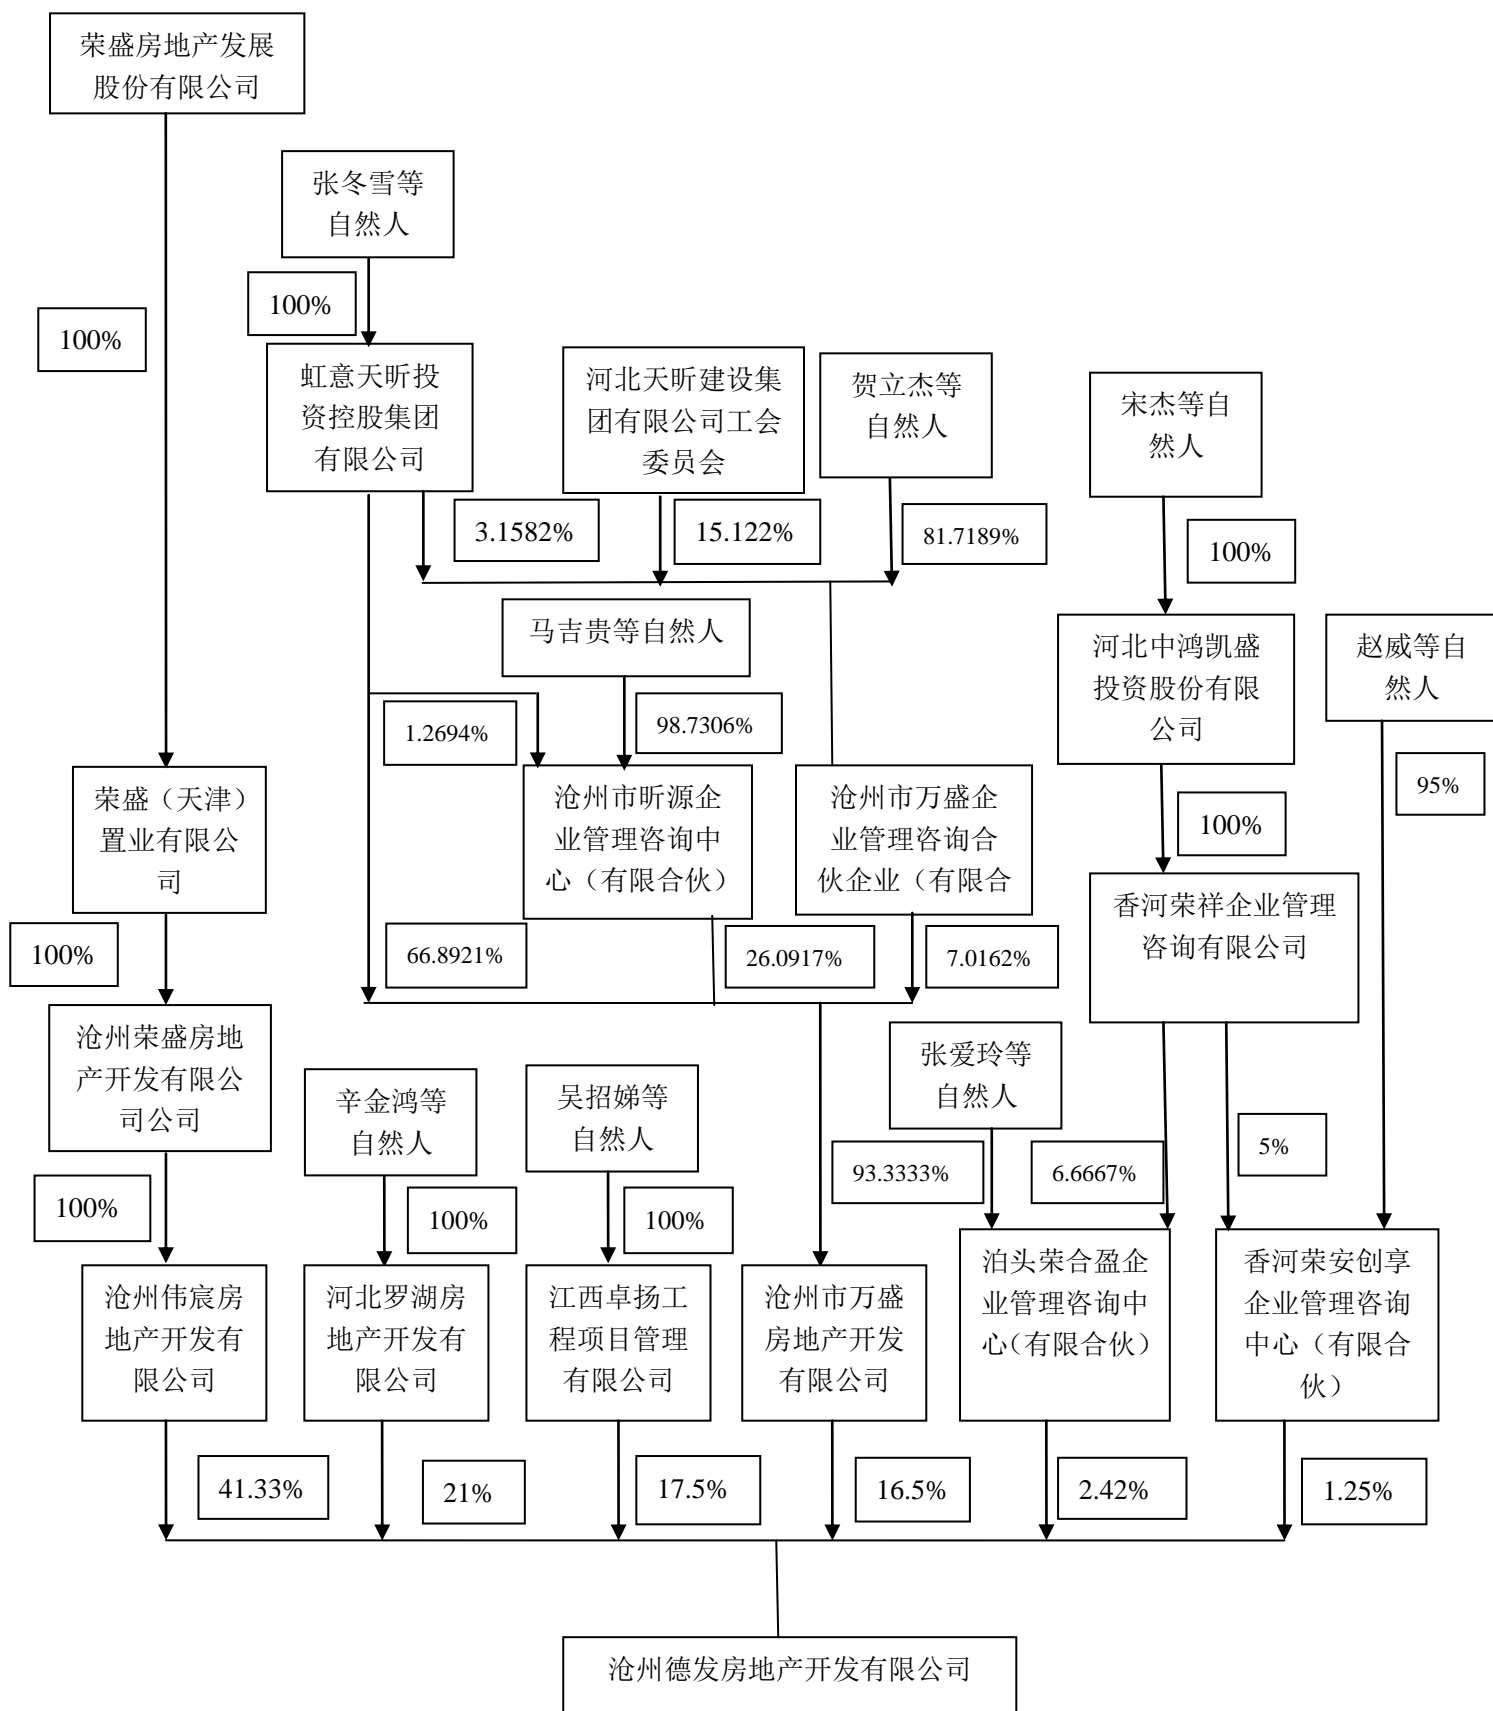 荣盛房地产发展
股份有限公司
张冬雪等
自然人
100%
100%
虹意天昕投
资控股集团
有限公司
河北天昕建设集
团有限公司工会
委员会
贺立杰等
自然人
宋杰等自
然人
3.1582%
15.122%
81.7189%
100%
马吉贵等自然人
河北中鸿凯盛
投资股份有限
公司
赵威等自
然人
1.2694%
98.7306%
荣盛（天津）
置业有限公
司
沧州市昕源企
业管理咨询中
心（有限合伙）
沧州市万盛企
业管理咨询合
伙企业（有限合
95%
100%
香河荣祥企业管理
咨询有限公司
100%
66.8921%
26.0917%
7.0162%
沧州荣盛房地
产开发有限公
司公司
辛金鸿等
自然人
吴招娣等
自然人
张爱玲等
自然人
93.3333%
6.6667%
5%
100%
100%
100%
沧州伟宸房
地产开发有
限公司
河北罗湖房
地产开发有
限公司
江西卓扬工
程项目管理
有限公司
沧州市万盛
房地产开发
有限公司
泊头荣合盈企
业管理咨询中
心（有限合伙）
香河荣安创享
企业管理咨询
中心（有限合
伙）
41.33%
21%
17.5%
16.5%
2.42%
1.25%
沧州德发房地产开发有限公司